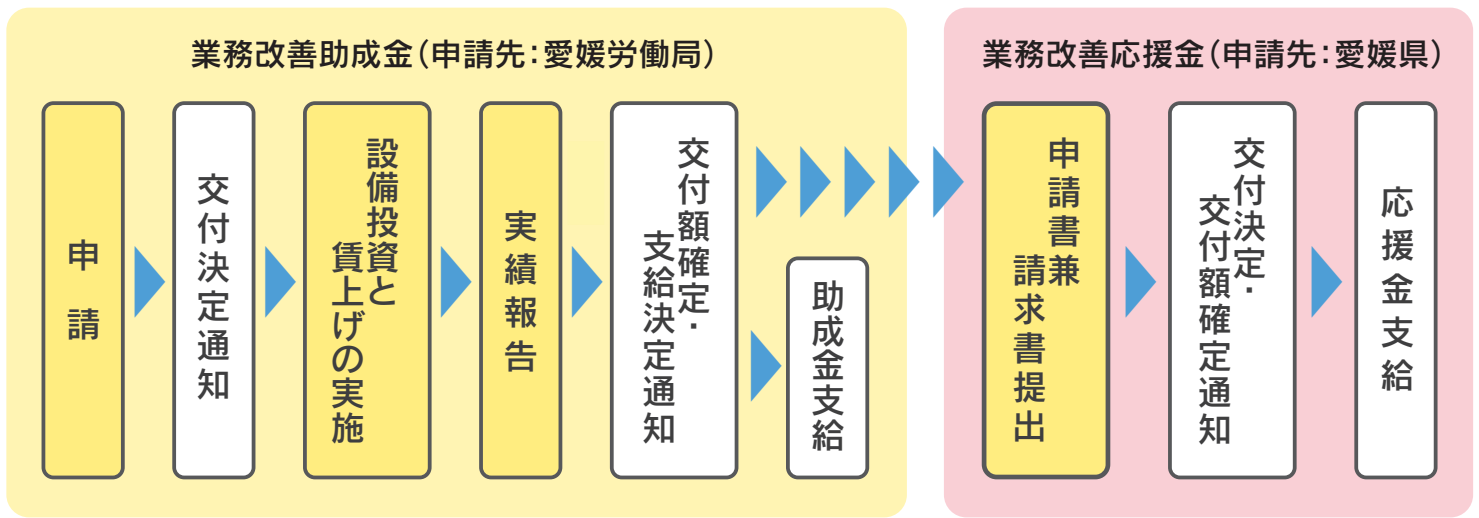 業務改善助成金(申請先:愛媛労働局)
申請
交付決定通知
設備投資と
賃上げの実施
実績報告
交付額確定・
支給決定通知
助成金支給
業務改善応援金(申請先:愛媛県)
申請書兼
請求書提出
交付決定・
交付額確定通知
応援金支給